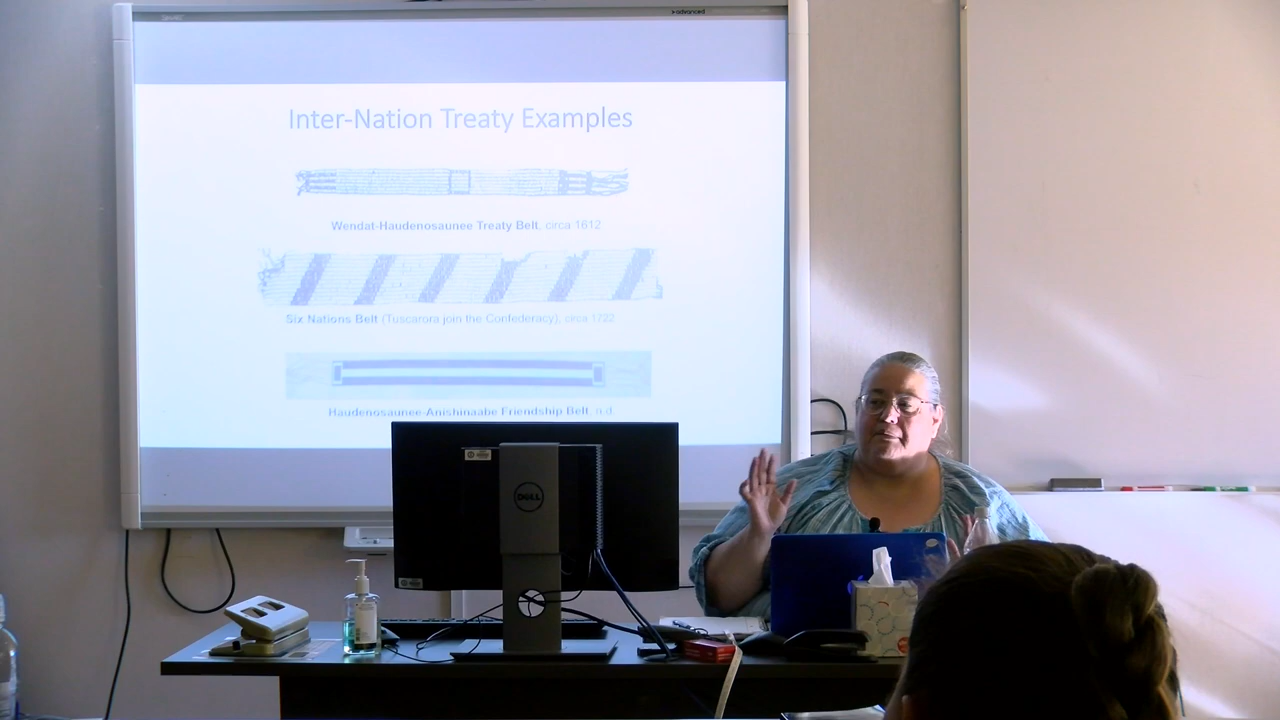 advanced
Inter-Nation Treaty Examples
Wendat-Haudenosaunee Treaty Belt, circa 1612
Six Nations Belt (Tuscarora join the Confederacy), circa 1722
Haudenosaunee-Anishinaabe Friendship Belt, n.d.
DELL